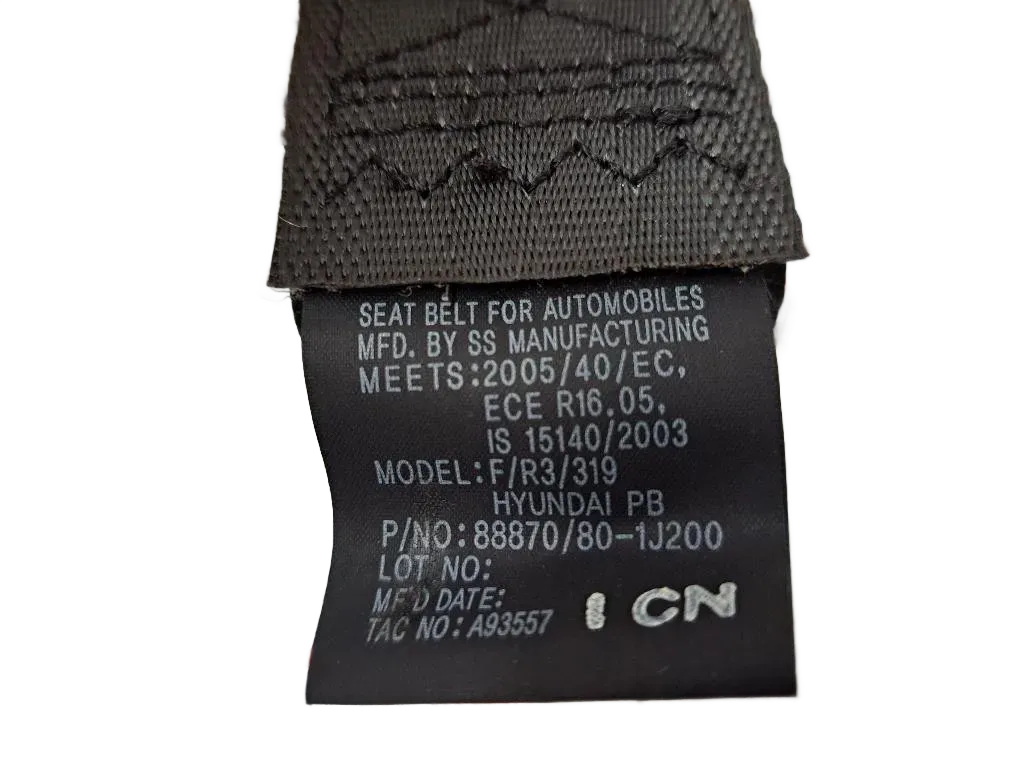 SEAT BELT FOR AUTOMOBILES
MFD. BY SS MANUFACTURING
MEETS:2005/40/EC,
ECE R16.05,
IS 15140/2003
MODEL:F/R3/319
HYUNDAI PB
P/NO:88870/80-1J200
LOT NO:
MF'D DATE:
TAC NO:A93557
I CN